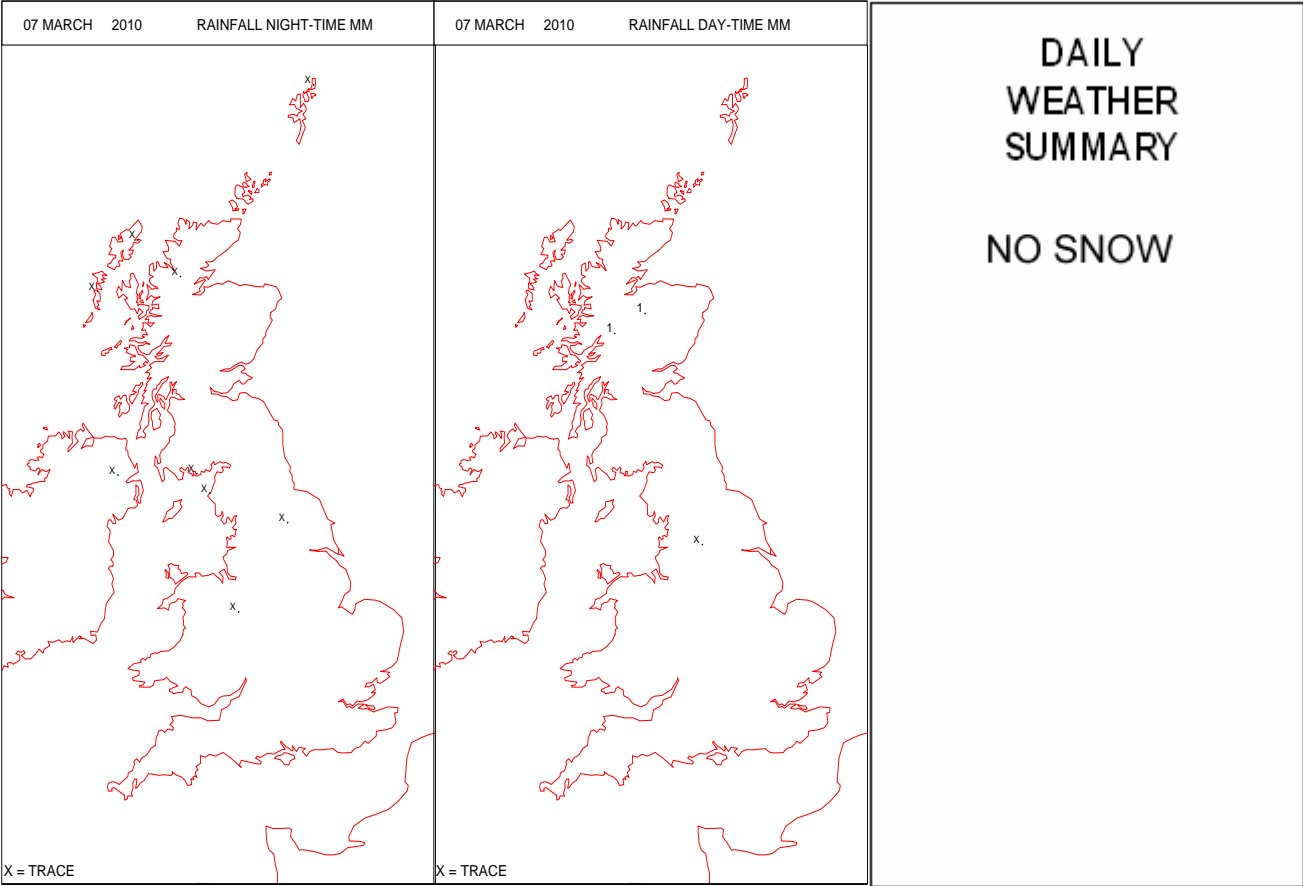 07 MARCH 2010 RAINFALL NIGHT-TIME MM
X
X
X.
X
X.
X.
X
X.
X.
X = TRACE
07 MARCH 2010 RAINFALL DAY-TIME MM
1.
1.
X.
X = TRACE
DAILY
WEATHER
SUMMARY
NO SNOW